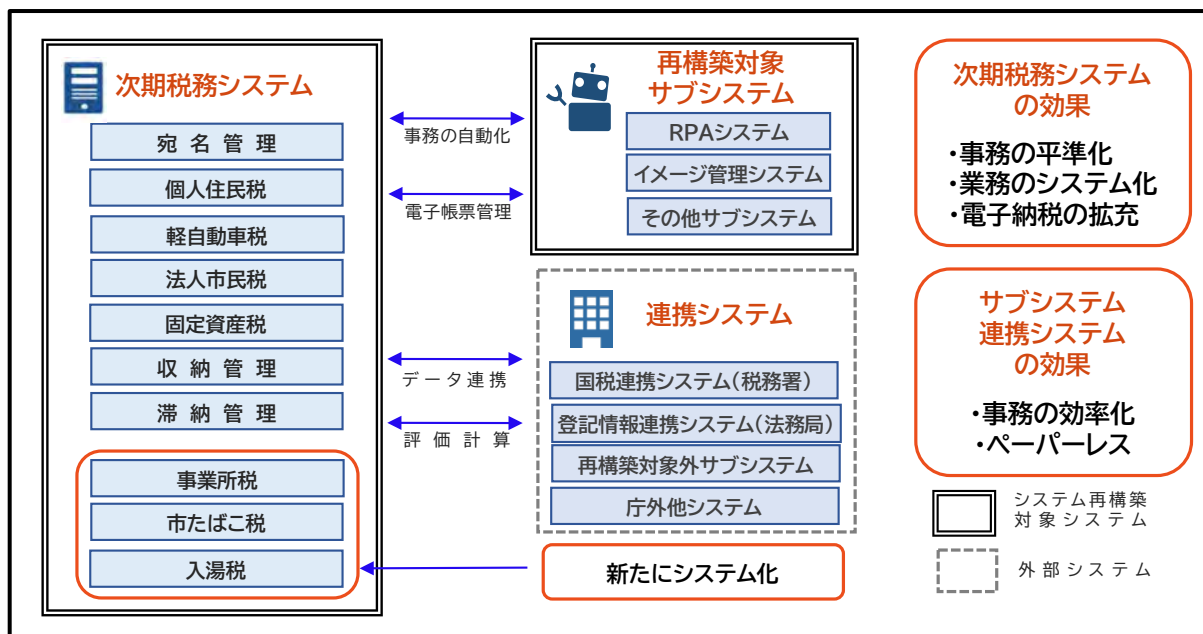 次期税務システム
宛名管理
個人住民税
軽自動車税
法人市民税
固定資産税
収納管理
滞納管理
事業所税
市たばこ税
入湯税
事務の自動化
電子帳票管理
データ連携
評価計算
再構築対象
サブシステム
RPAシステム
イメージ管理システム
その他サブシステム
連携システム
国税連携システム(税務署)
登記情報連携システム(法務局)
再構築対象外サブシステム
庁外他システム
新たにシステム化
次期税務システム
の効果
・事務の平準化
・業務のシステム化
・電子納税の拡充
サブシステム
連携システム
の効果
・事務の効率化
・ペーパーレス
システム再構築
対象システム
外部システム